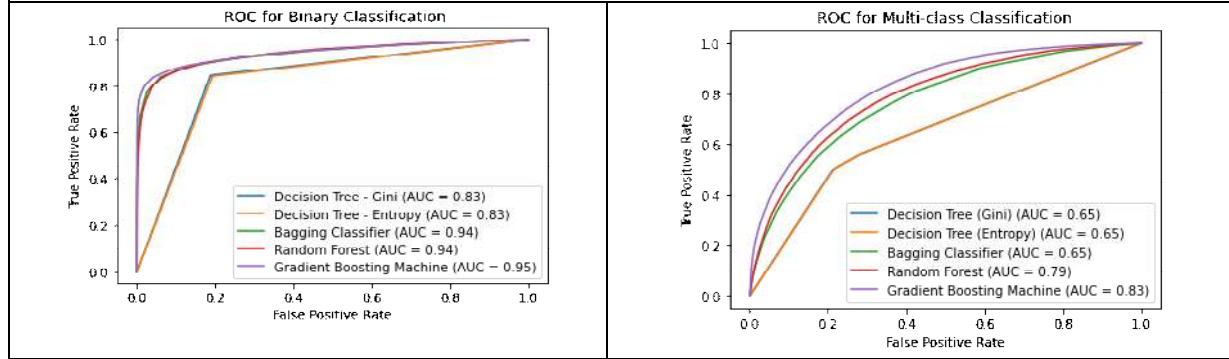 ROC for Binary Classification
1.0
0.8
0.6
0.4
0.2
0.0
True Positive Rate
Decision Tree - Gini (AUC = 0.83)
Decision Tree - Entropy (AUC = 0.83)
Bagging Classifier (AUC = 0.94)
Random Forest (AUC = 0.94)
Gradient Boosting Machine (AUC = 0.95)
0.0 0.2 0.4 0.6 0.8 1.0
False Positive Rate
ROC for Multi-class Classification
1.0
0.8
0.6
0.4
0.2
0.0
True Positive Rate
Decision Tree (Gini) (AUC = 0.65)
Decision Tree (Entropy) (AUC = 0.65)
Bagging Classifier (AUC = 0.65)
Random Forest (AUC = 0.79)
Gradient Boosting Machine (AUC = 0.83)
0.0 0.2 0.4 0.6 0.8 1.0
False Positive Rate